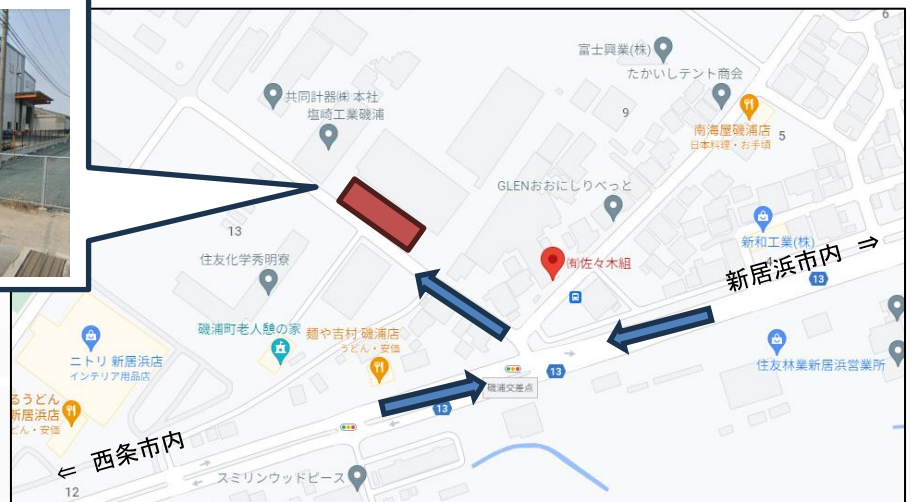 6
富士興業(株)
たかいしテント商会
共同計器㈱ 本社
塩崎工業磯浦
9
南海屋磯浦店
日本料理・お手頃
5
GLENおおにしりべっと
13
住友化学秀明寮
新和工業(株)
(有)佐々木組
新居浜市内 ⇒
13
磯浦町老人憩の家
麺や吉村 磯浦店
うどん・安価
ニトリ 新居浜店
インテリア用品店
13
住友林業新居浜営業所
磯浦交差点
るうどん
新居浜店
どん・安価
13
⇐ 西条市内
スミリンウッドピース
12